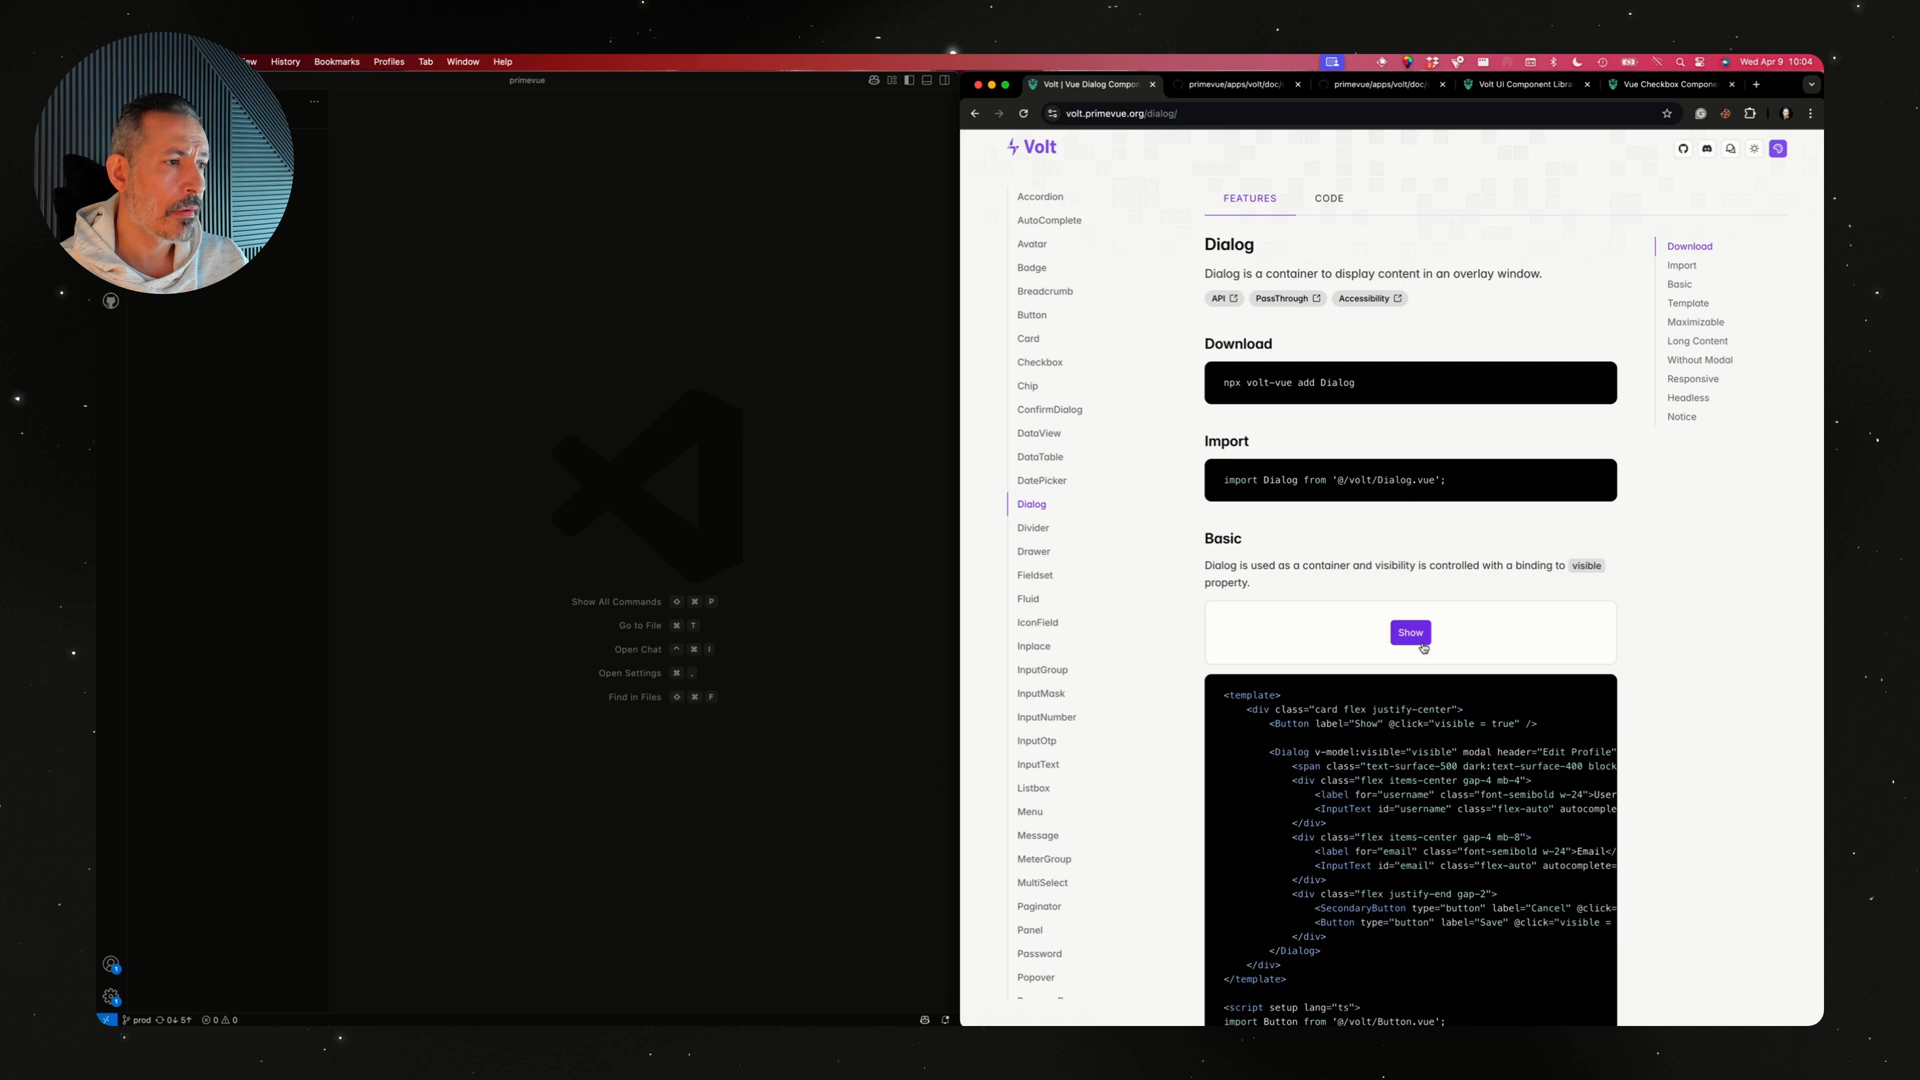 ew History Bookmarks Profiles Tab Window Help
Wed Apr 9 10:04
primevue
Show All Commands ⇧ ⌘ P
Go to File ⌘ T
Open Chat ^ ⌘ I
Open Settings ⌘ ,
Find in Files ⇧ ⌘ F
1
1
prod 0↓ 5↑ 0 0
Volt | Vue Dialog Compon
primevue/apps/volt/doc/
primevue/apps/volt/doc/
Volt UI Component Libra
Vue Checkbox Compone
volt.primevue.org/dialog/
Volt
Accordion
AutoComplete
Avatar
Badge
Breadcrumb
Button
Card
Checkbox
Chip
ConfirmDialog
DataView
DataTable
DatePicker
Dialog
Divider
Drawer
Fieldset
Fluid
IconField
Inplace
InputGroup
InputMask
InputNumber
InputOtp
InputText
Listbox
Menu
Message
MeterGroup
MultiSelect
Paginator
Panel
Password
Popover
FEATURES CODE
Dialog
Dialog is a container to display content in an overlay window.
API PassThrough Accessibility
Download
npx volt-vue add Dialog
Import
import Dialog from '@/volt/Dialog.vue';
Basic
Dialog is used as a container and visibility is controlled with a binding to visible
property.
Show
<template>
<div class="card flex justify-center">
<Button label="Show" @click="visible = true" />
<Dialog v-model:visible="visible" modal header="Edit Profile"
<span class="text-surface-500 dark:text-surface-400 block
<div class="flex items-center gap-4 mb-4">
<label for="username" class="font-semibold w-24">User
<InputText id="username" class="flex-auto" autocomple
</div>
<div class="flex items-center gap-4 mb-8">
<label for="email" class="font-semibold w-24">Email</
<InputText id="email" class="flex-auto" autocomplete=
</div>
<div class="flex justify-end gap-2">
<SecondaryButton type="button" label="Cancel" @click=
<Button type="button" label="Save" @click="visible =
</div>
</Dialog>
</div>
</template>
<script setup lang="ts">
import Button from '@/volt/Button.vue';
Download
Import
Basic
Template
Maximizable
Long Content
Without Modal
Responsive
Headless
Notice